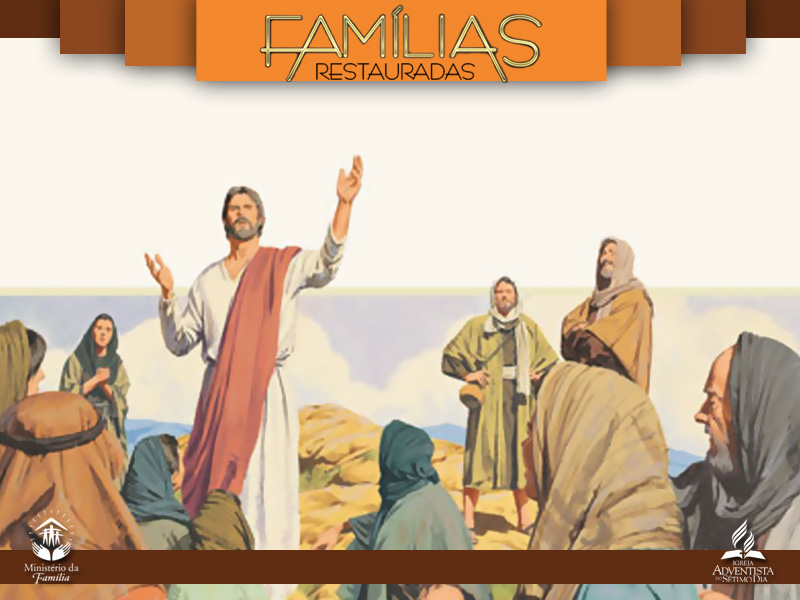 FAMÍLIAS
RESTAURADAS
Ministério da
Família
IGREJA
ADVENTISTA
DO SÉTIMO DIA